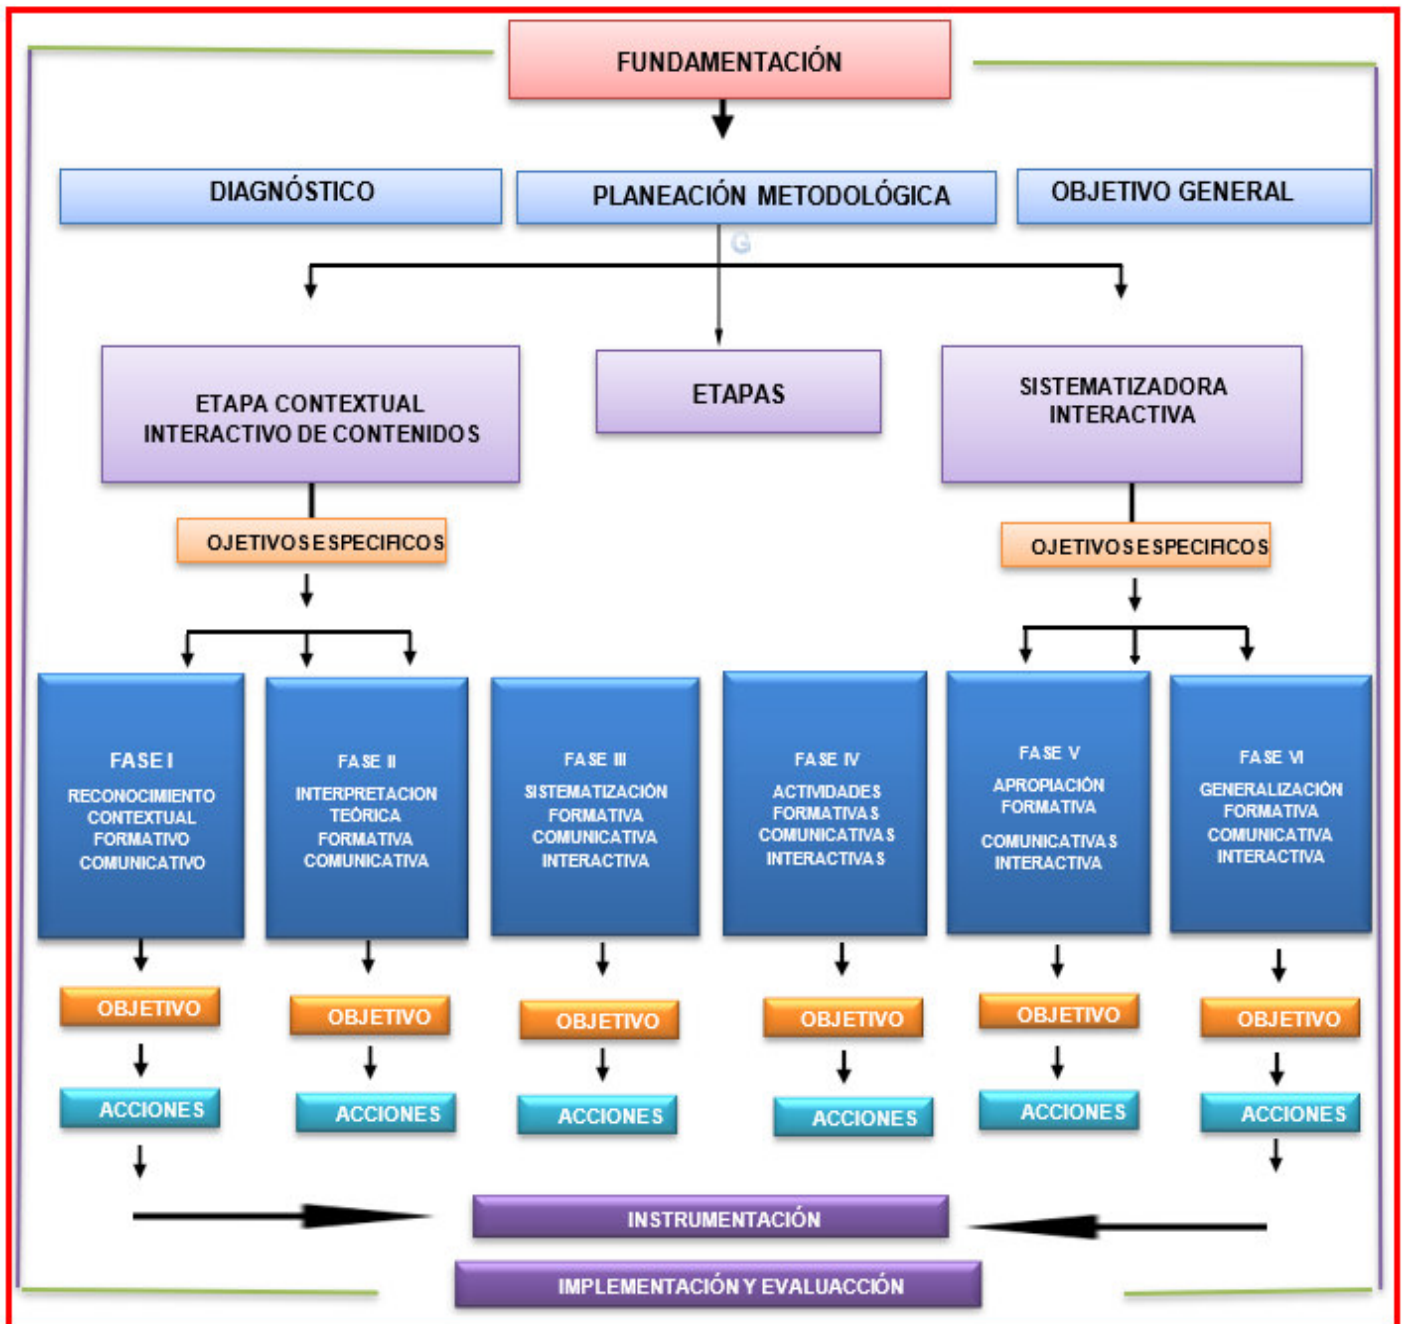 FUNDAMENTACIÓN
DIAGNÓSTICO
PLANEACIÓN METODOLÓGICA
OBJETIVO GENERAL
G
ETAPA CONTEXTUAL
INTERACTIVO DE CONTENIDOS
ETAPAS
SISTEMATIZADORA
INTERACTIVA
OJETIVOS ESPECIFICOS
OJETIVOS ESPECIFICOS
FASE I
RECONOCIMIENTO
CONTEXTUAL
FORMATIVO
COMUNICATIVO
FASE II
INTERPRETACION
TEÓRICA
FORMATIVA
COMUNICATIVA
FASE III
SISTEMATIZACIÓN
FORMATIVA
COMUNICATIVA
INTERACTIVA
FASE IV
ACTIVIDADES
FORMATIVAS
COMUNICATIVAS
INTERACTIVAS
FASE V
APROPIACIÓN
FORMATIVA
COMUNICATIVAS
INTERACTIVA
FASE VI
GENERALIZACIÓN
FORMATIVA
COMUNICATIVA
INTERACTIVA
OBJETIVO
OBJETIVO
OBJETIVO
OBJETIVO
OBJETIVO
OBJETIVO
ACCIONES
ACCIONES
ACCIONES
ACCIONES
ACCIONES
ACCIONES
INSTRUMENTACIÓN
IMPLEMENTACIÓN Y EVALUACCIÓN